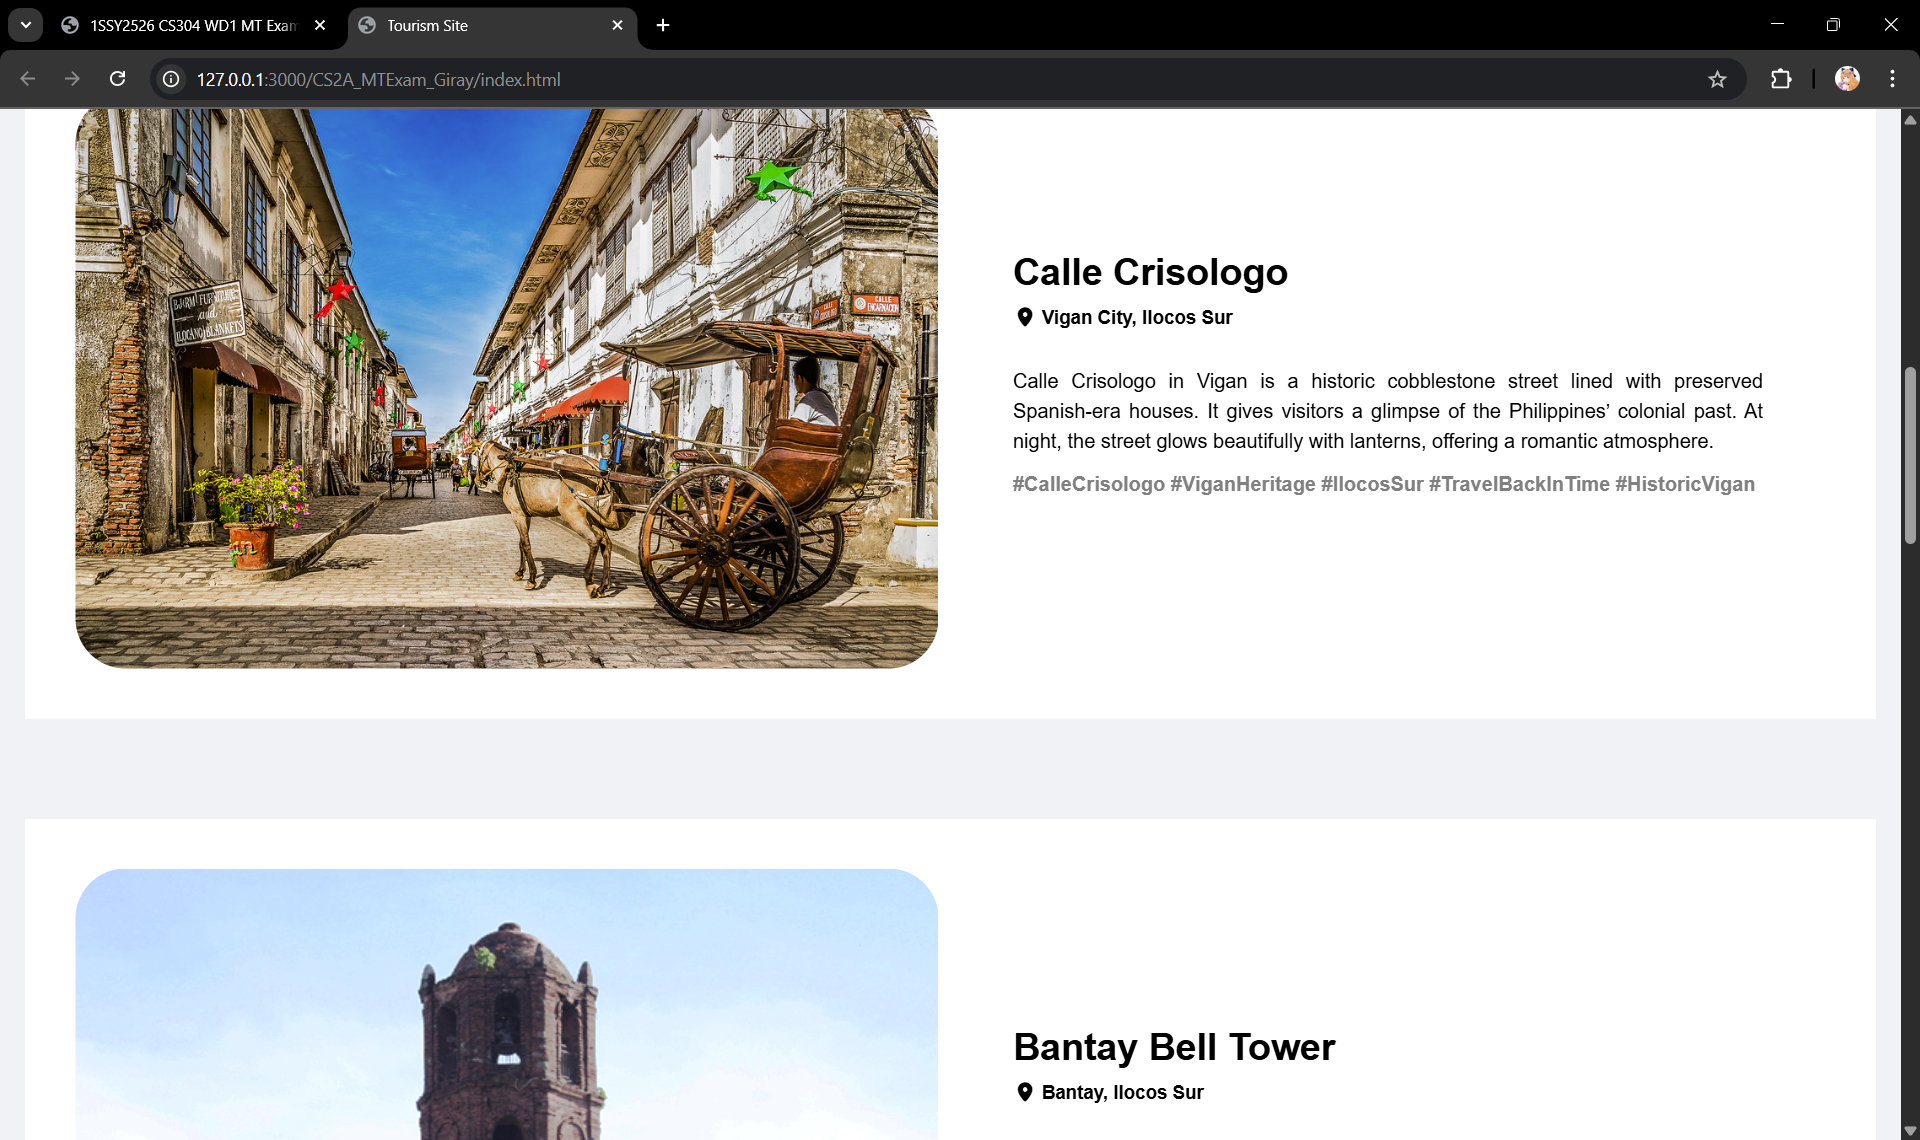 1SSY2526 CS304 WD1 MT Exam
Tourism Site
127.0.0.1:3000/CS2A_MTExam_Giray/index.html
FURNITURE
and
ILOCANO BLANKETS
CALLE
CRISOLOGO
CALLE
ENCARNACION
Calle Crisologo
Vigan City, Ilocos Sur
Calle Crisologo in Vigan is a historic cobblestone street lined with preserved
Spanish-era houses. It gives visitors a glimpse of the Philippines’ colonial past. At
night, the street glows beautifully with lanterns, offering a romantic atmosphere.
#CalleCrisologo #ViganHeritage #IlocosSur #TravelBackInTime #HistoricVigan
Bantay Bell Tower
Bantay, Ilocos Sur